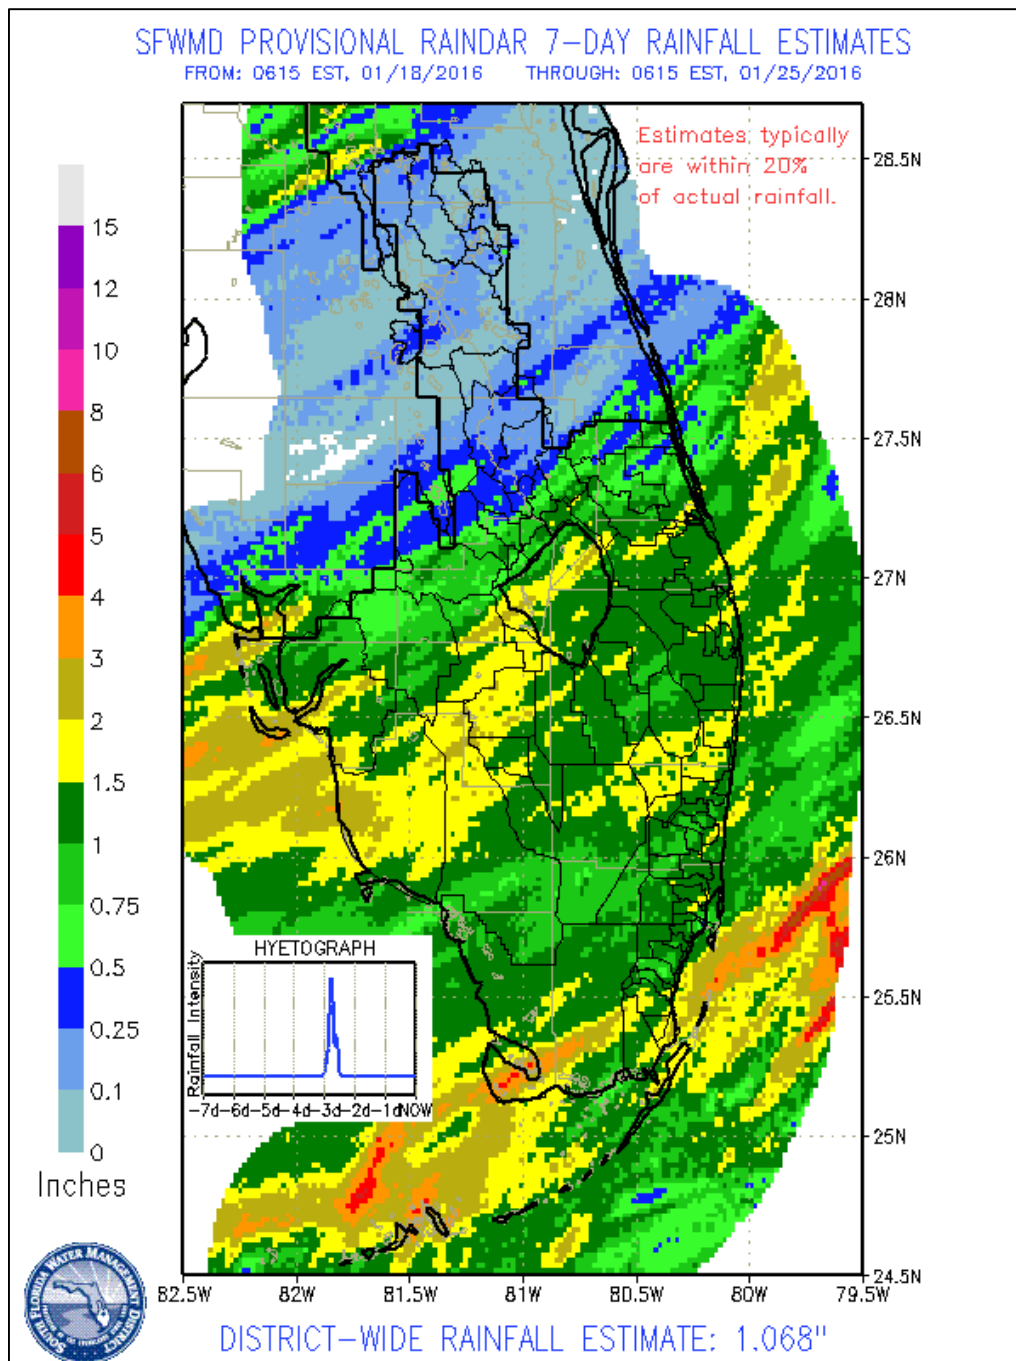 SFWMD PROVISIONAL RAINDAR 7-DAY RAINFALL ESTIMATES
FROM: 0615 EST, 01/18/2016 THROUGH: 0615 EST, 01/25/2016
Estimates typically
are within 20%
of actual rainfall.
28.5N
28N
27.5N
27N
26.5N
26N
25.5N
25N
24.5N
15
12
10
8
6
5
4
3
2
1.5
1
0.75
0.5
0.25
0.1
0
Inches
HYETOGRAPH
Rainfall Intensity
-7d-6d-5d-4d-3d-2d-1dNOW
82.5W 82W 81.5W 81W 80.5W 80W 79.5W
SOUTH FLORIDA WATER MANAGEMENT DISTRICT
DISTRICT-WIDE RAINFALL ESTIMATE: 1.068"